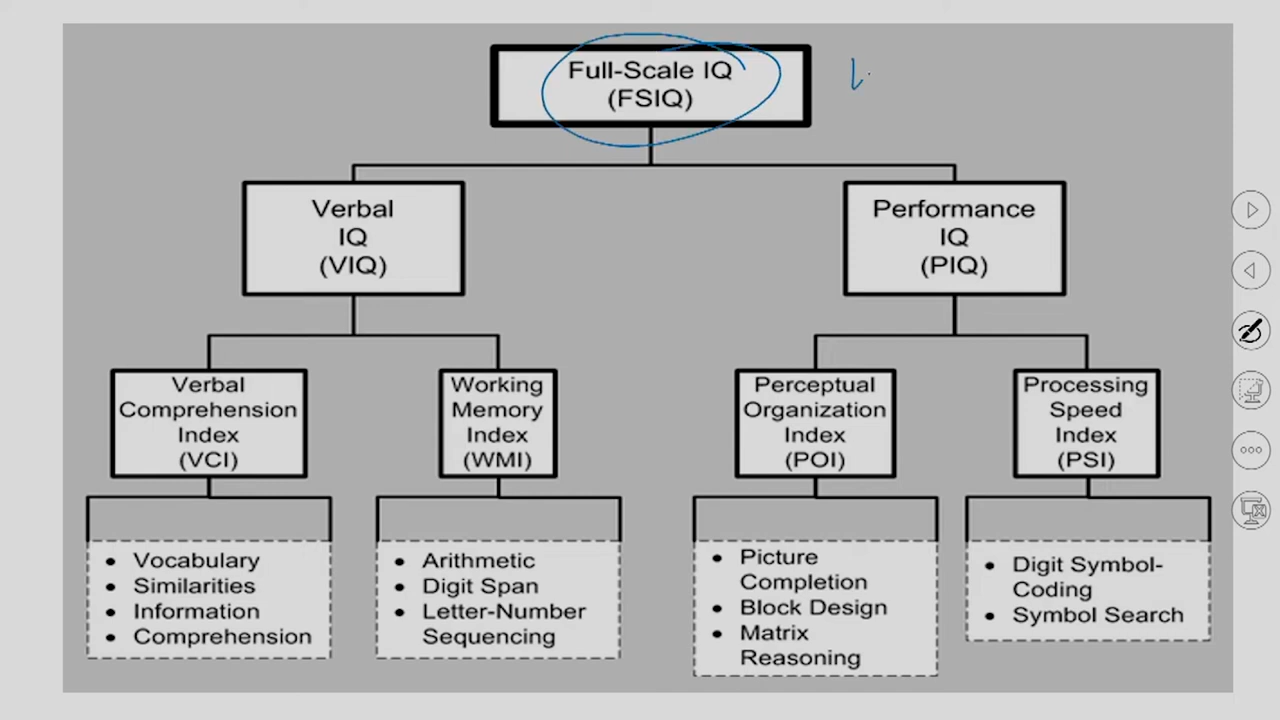 Full-Scale IQ
(FSIQ)
Verbal
IQ
(VIQ)
Performance
IQ
(PIQ)
Verbal
Comprehension
Index
(VCI)
Working
Memory
Index
(WMI)
Perceptual
Organization
Index
(POI)
Processing
Speed
Index
(PSI)
• Vocabulary
• Similarities
• Information
• Comprehension
• Arithmetic
• Digit Span
• Letter-Number
Sequencing
• Picture
Completion
• Block Design
• Matrix
Reasoning
• Digit Symbol-
Coding
• Symbol Search